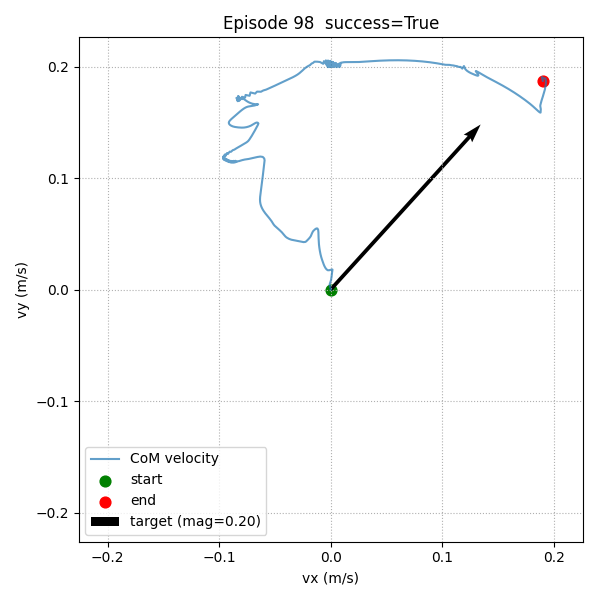 Episode 98  success=True
vy (m/s)
0.2
0.1
0.0
−0.1
−0.2
CoM velocity
start
end
target (mag=0.20)
−0.2 −0.1 0.0 0.1 0.2
vx (m/s)